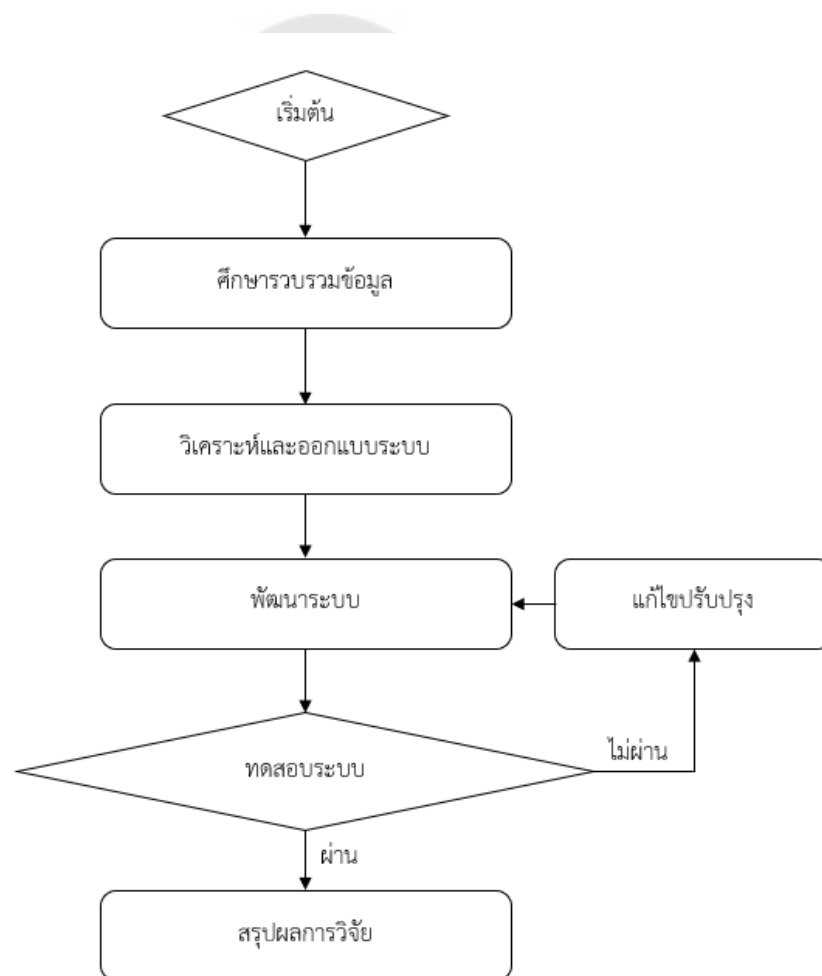 เริ่มต้น
ศึกษารวบรวมข้อมูล
วิเคราะห์และออกแบบระบบ
พัฒนาระบบ
แก้ไขปรับปรุง
ทดสอบระบบ
ไม่ผ่าน
ผ่าน
สรุปผลการวิจัย